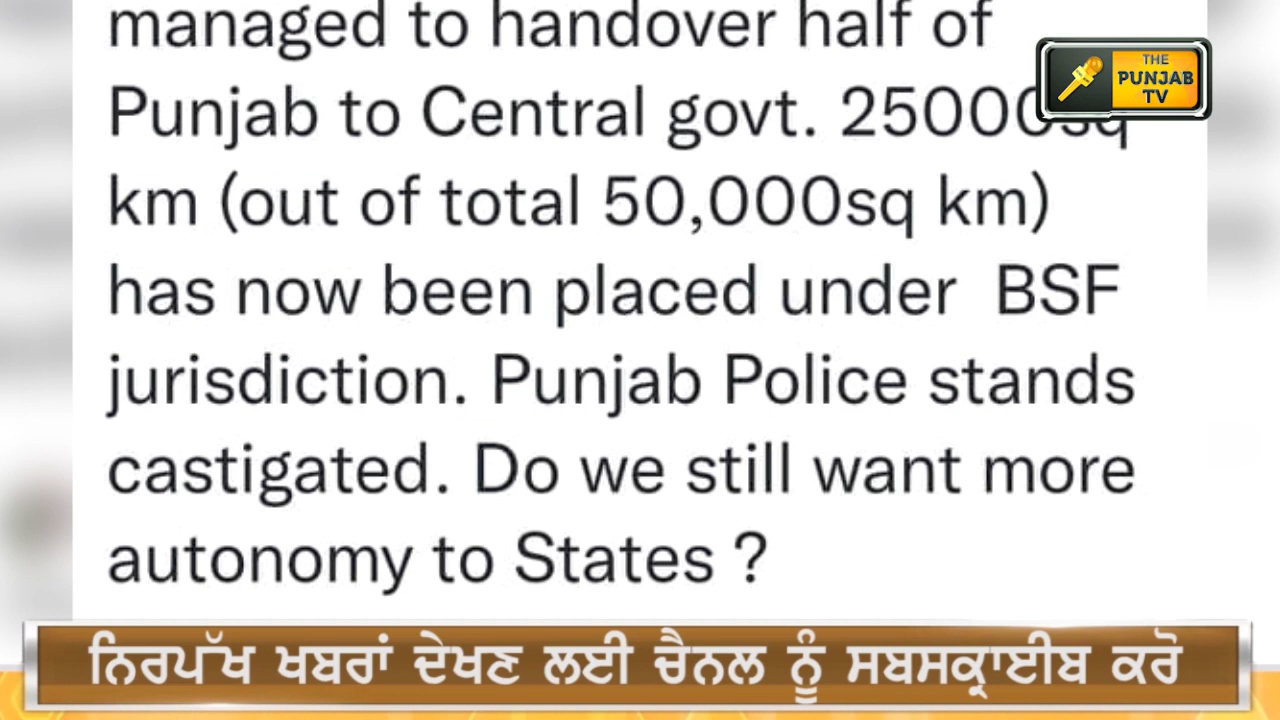 managed to handover half of
Punjab to Central govt. 25000sq
km (out of total 50,000sq km)
has now been placed under BSF
jurisdiction. Punjab Police stands
castigated. Do we still want more
autonomy to States ?
THE
PUNJAB
TV
ਨਿਰਪੱਖ ਖਬਰਾਂ ਦੇਖਣ ਲਈ ਚੈਨਲ ਨੂੰ ਸਬਸਕ੍ਰਾਈਬ ਕਰੋ